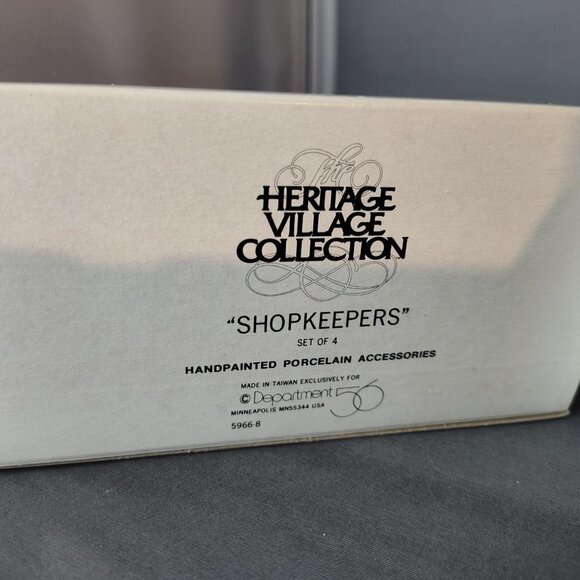 The
HERITAGE
VILLAGE
COLLECTION
"SHOPKEEPERS"
SET OF 4
HANDPAINTED PORCELAIN ACCESSORIES
MADE IN TAIWAN EXCLUSIVELY FOR
© Department 56
MINNEAPOLIS MN55344 USA
5966-8